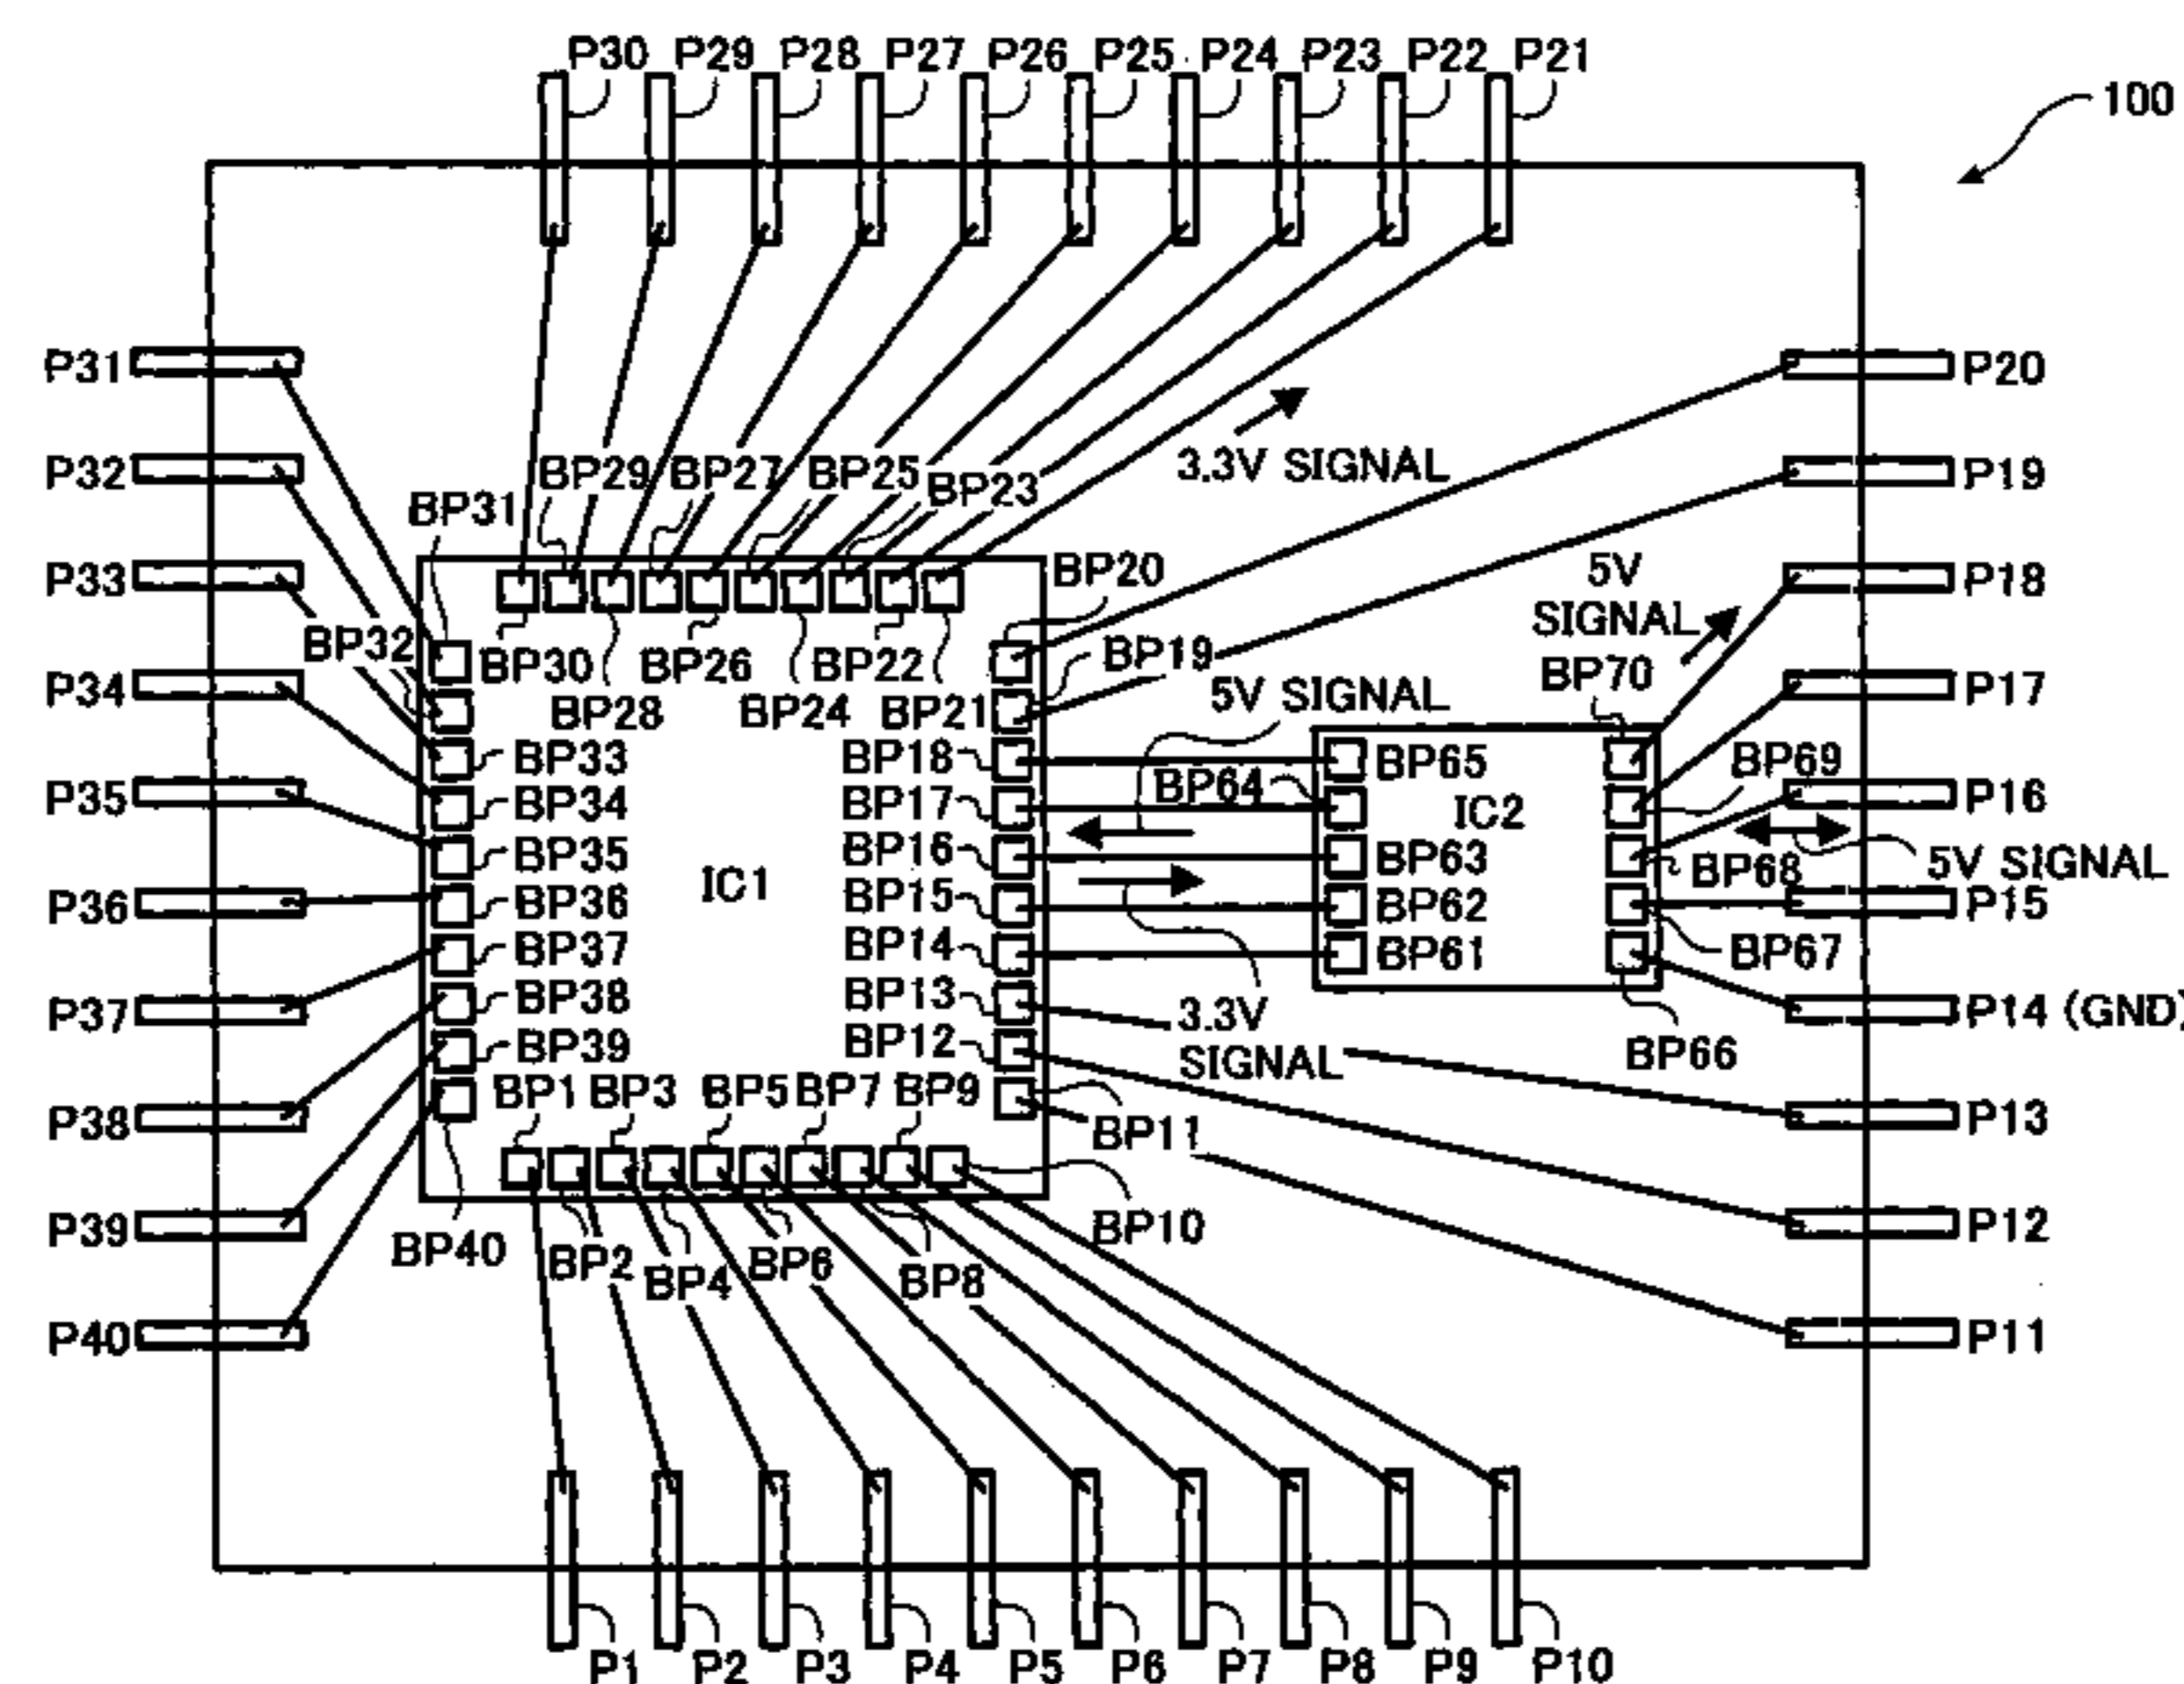 P30 P29 P28 P27 P26 P25 P24 P23 P22 P21
100
P31 P20
P32 3.3V SIGNAL P19
BP29 BP27 BP25 BP23
BP31
P33 BP20 5V SIGNAL P18
BP32 BP30 BP26 BP22 BP19 BP70
P34 BP28 BP24 BP21 5V SIGNAL P17
BP33 BP18 BP65 BP69
P35 BP34 BP17 BP64 IC2 P16
BP35 IC1 BP16 BP63 BP68 5V SIGNAL
P36 BP36 BP15 BP62 P15
BP37 BP14 BP61 BP67
P37 BP38 BP13 3.3V SIGNAL P14 (GND)
BP39 BP12 BP66
BP1 BP3 BP5 BP7 BP9
P38 BP11 P13
P39 BP10 P12
BP40 BP2 BP4 BP6 BP8
P40 P11
P1 P2 P3 P4 P5 P6 P7 P8 P9 P10